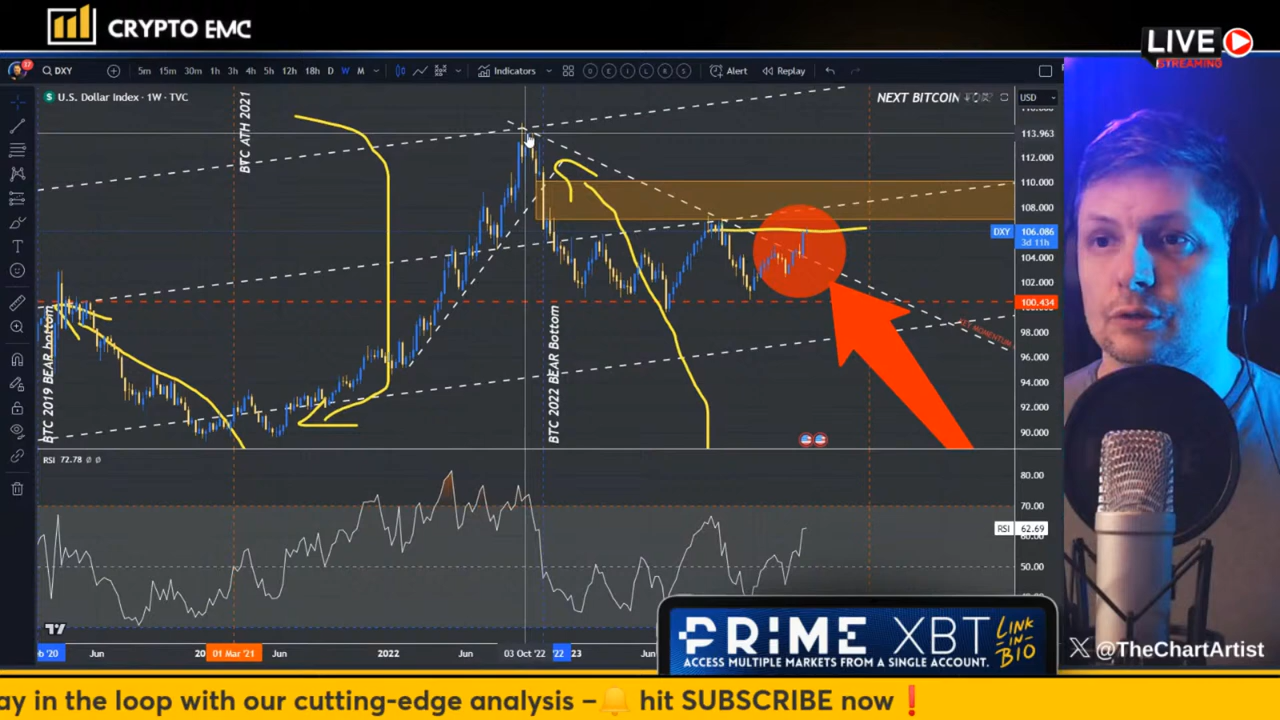 CRYPTO EMC
LIVE
STREAMING
17
DXY
5m 15m 30m 1h 3h 4h 5h 12h 18h D W M
Indicators
D E I L R S
Alert
Replay
U.S. Dollar Index · 1W · TVC
NEXT BITCOIN
USD
BTC ATH 2021
BTC 2019 BEAR bottom
BTC 2022 BEAR Bottom
113.963
112.000
110.000
108.000
DXY
106.086
3d 11h
104.000
102.000
100.434
98.000
96.000
94.000
92.000
90.000
MOMENTUM
RSI 72.78 ø ø
80.00
70.00
RSI
62.69
50.00
Jun
01 Mar '21
Jun
2022
Jun
03 Oct '22
'22
23
PRIME XBT
ACCESS MULTIPLE MARKETS FROM A SINGLE ACCOUNT.
LINK
-IN-
BIO
X @TheChartArtist
ay in the loop with our cutting-edge analysis – hit SUBSCRIBE now❗